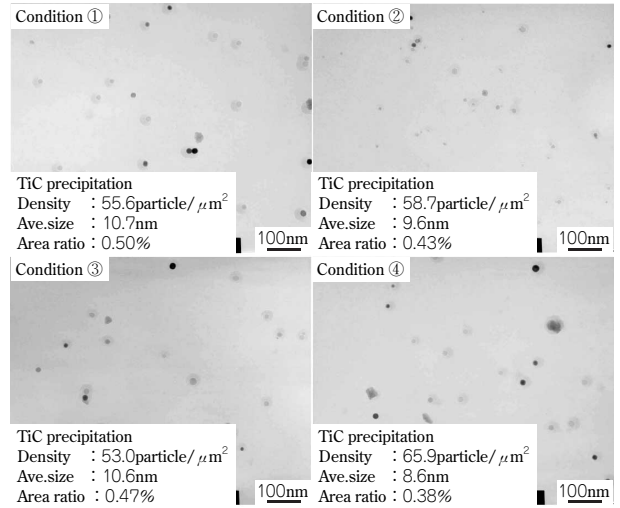 Condition ①
TiC precipitation
Density : 55.6particle/μm²
Ave.size : 10.7nm
Area ratio : 0.50%
100nm
Condition ②
TiC precipitation
Density : 58.7particle/μm²
Ave.size : 9.6nm
Area ratio : 0.43%
100nm
Condition ③
TiC precipitation
Density : 53.0particle/μm²
Ave.size : 10.6nm
Area ratio : 0.47%
100nm
Condition ④
TiC precipitation
Density : 65.9particle/μm²
Ave.size : 8.6nm
Area ratio : 0.38%
100nm